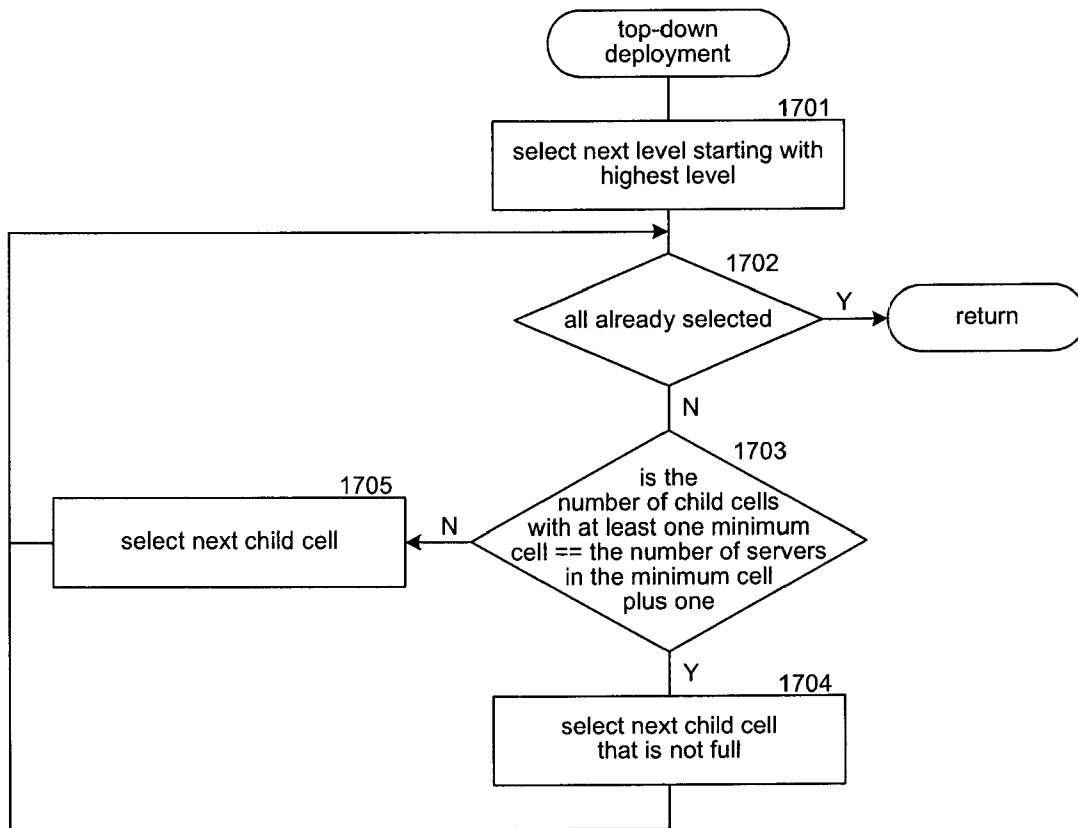 top-down
deployment
1701
select next level starting with
highest level
1702
all already selected
Y
return
N
1703
is the
number of child cells
with at least one minimum
cell == the number of servers
in the minimum cell
plus one
N
1705
select next child cell
Y
1704
select next child cell
that is not full